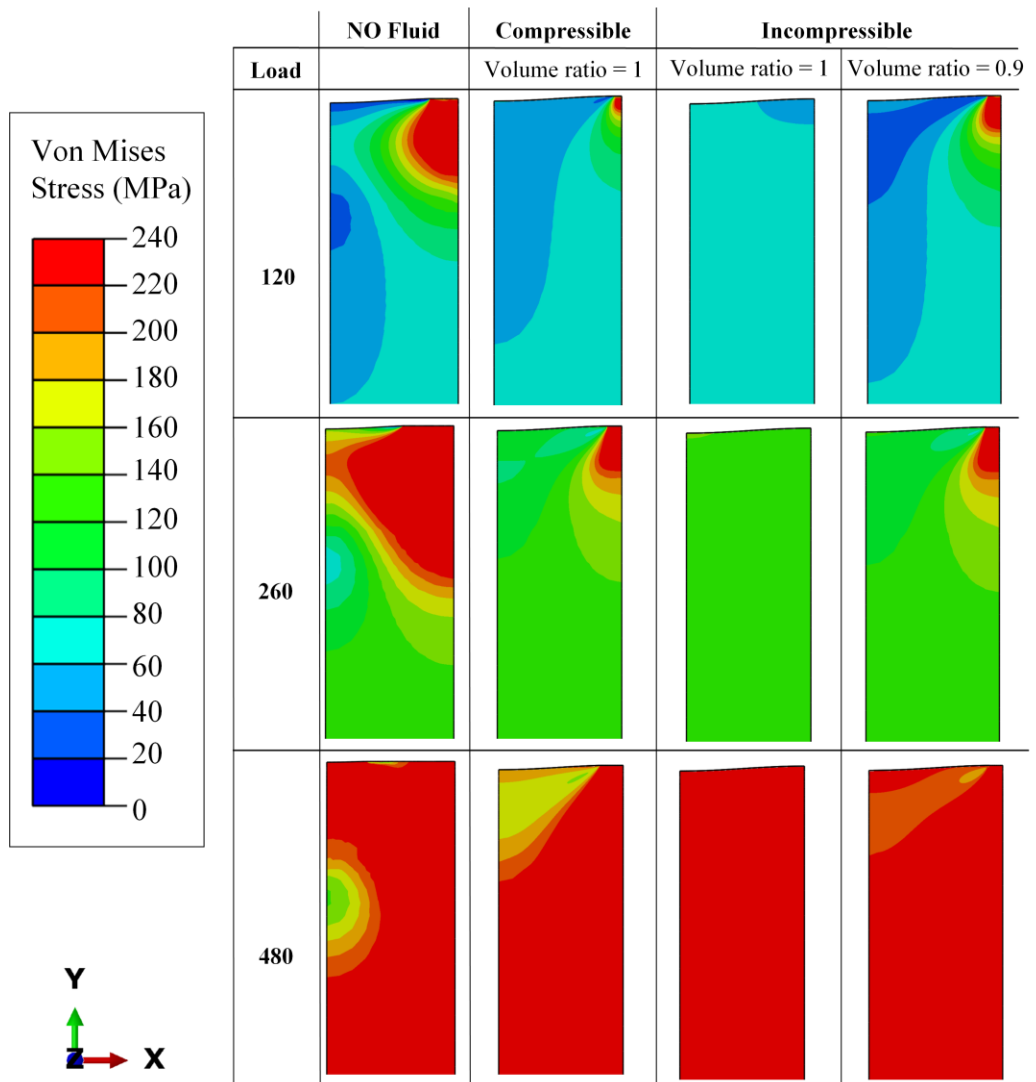 NO Fluid Compressible Incompressible
Load Volume ratio = 1 Volume ratio = 1 Volume ratio = 0.9
Von Mises
Stress (MPa)
240
220
200
180
160
140
120
100
80
60
40
20
0
120
260
480
Y
Z X